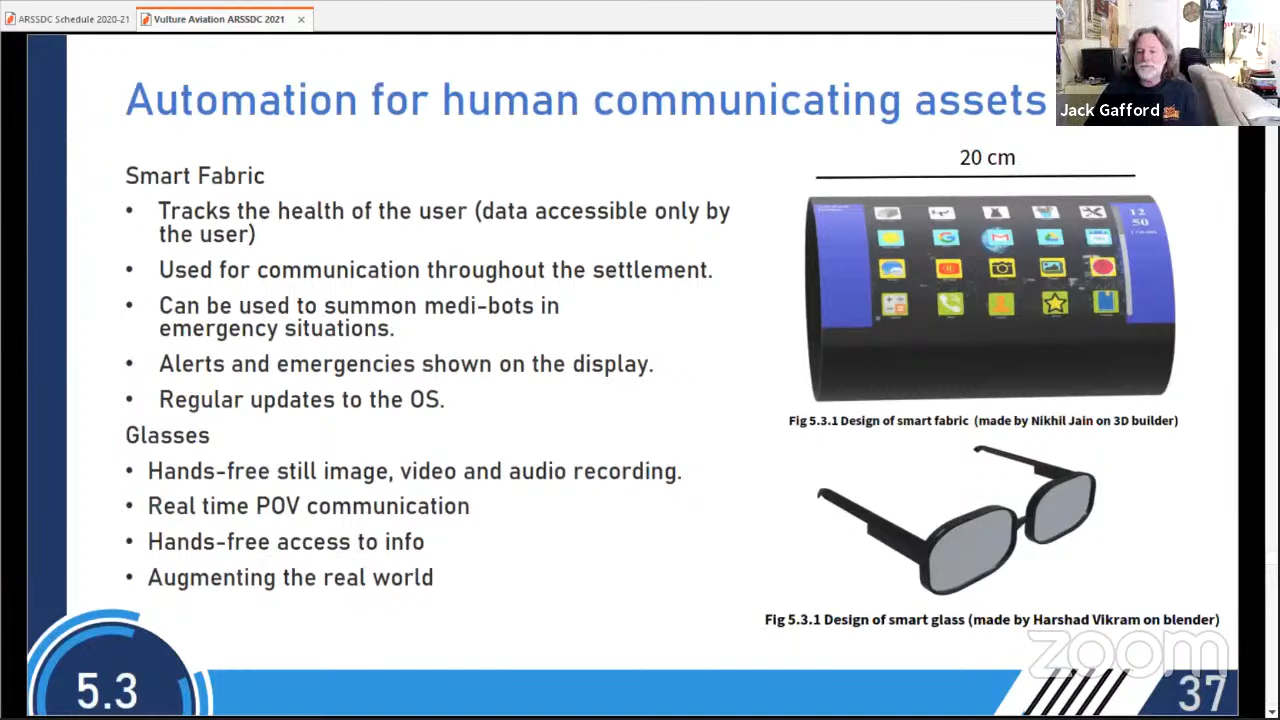 ARSSDC Schedule 2020-21
Vulture Aviation ARSSDC 2021
Automation for human communicating assets
Jack Gafford
Smart Fabric
• Tracks the health of the user (data accessible only by
the user)
• Used for communication throughout the settlement.
• Can be used to summon medi-bots in
emergency situations.
• Alerts and emergencies shown on the display.
• Regular updates to the OS.
Glasses
• Hands-free still image, video and audio recording.
• Real time POV communication
• Hands-free access to info
• Augmenting the real world
20 cm
12
50
Fig 5.3.1 Design of smart fabric (made by Nikhil Jain on 3D builder)
Fig 5.3.1 Design of smart glass (made by Harshad Vikram on blender)
zoom
5.3
37